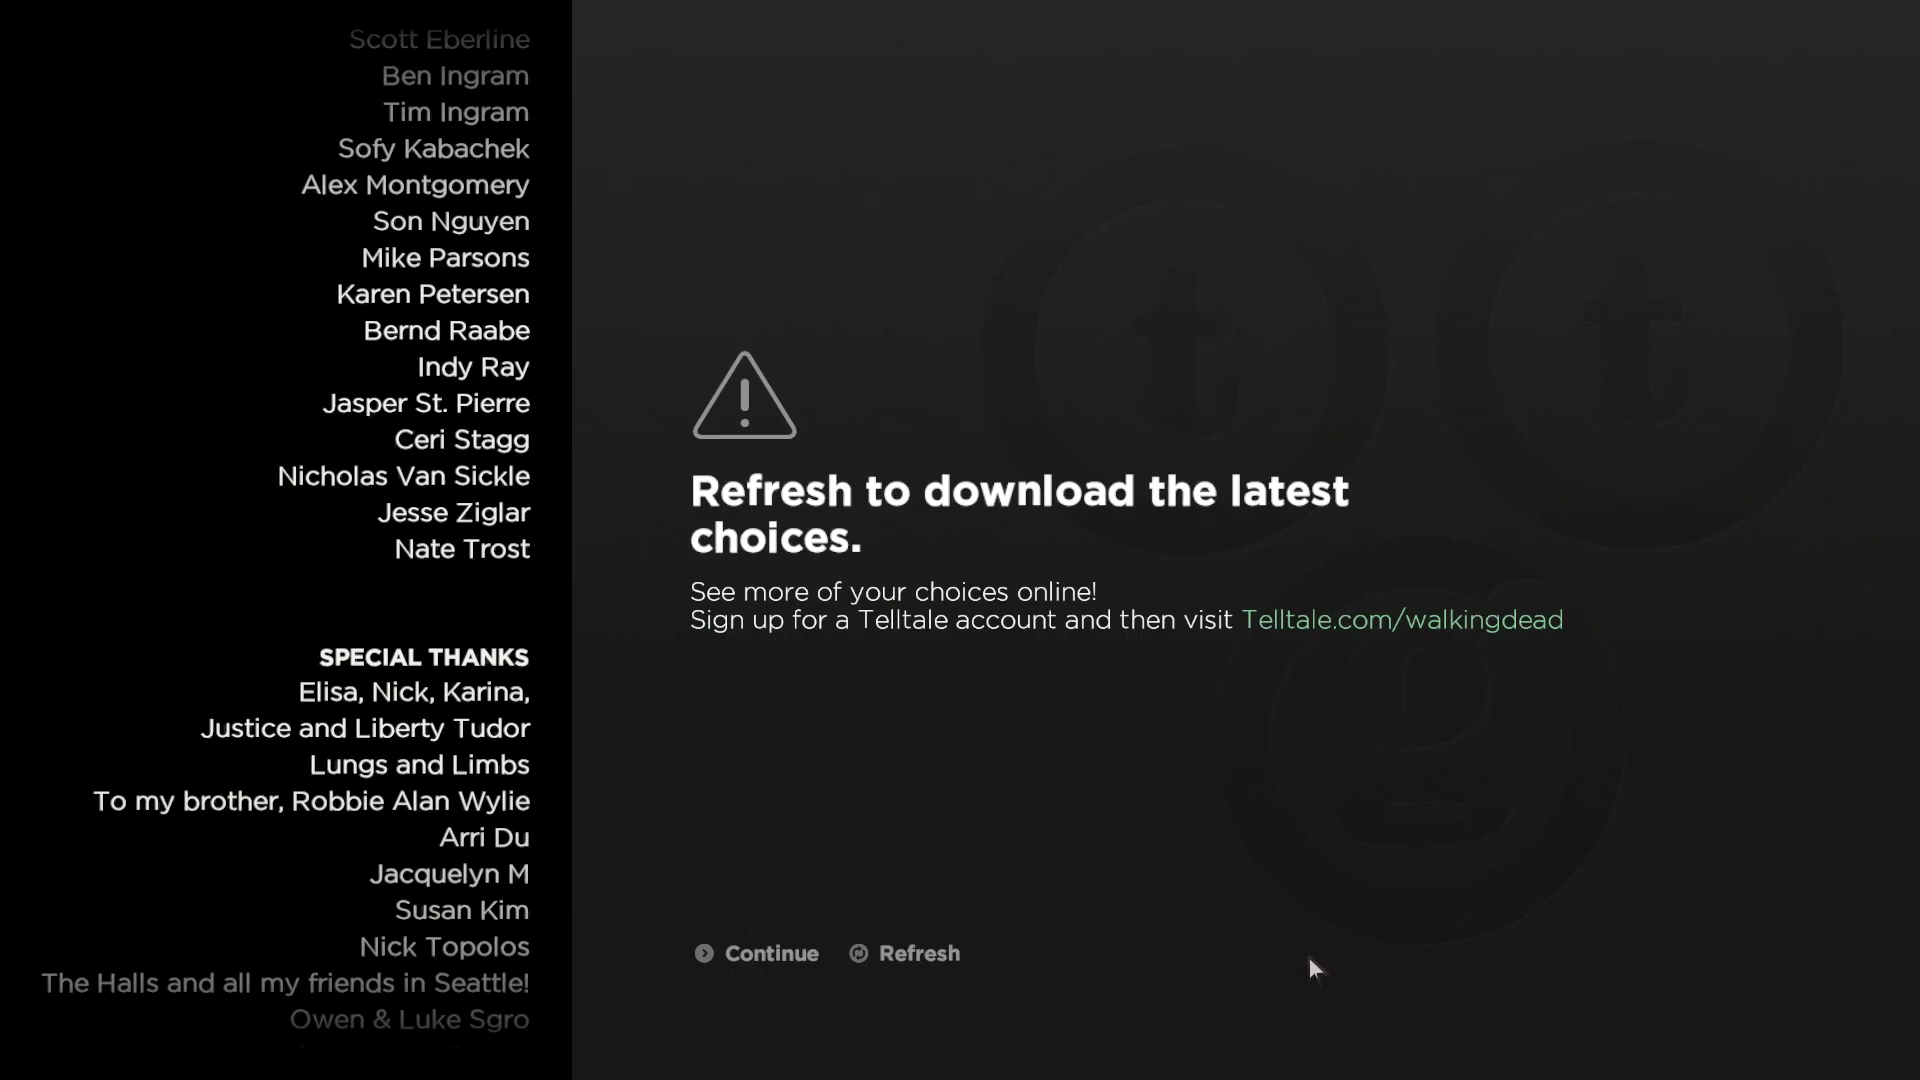 Scott Eberline
Ben Ingram
Tim Ingram
Sofy Kabachek
Alex Montgomery
Son Nguyen
Mike Parsons
Karen Petersen
Bernd Raabe
Indy Ray
Jasper St. Pierre
Ceri Stagg
Nicholas Van Sickle
Jesse Ziglar
Nate Trost
SPECIAL THANKS
Elisa, Nick, Karina,
Justice and Liberty Tudor
Lungs and Limbs
To my brother, Robbie Alan Wylie
Arri Du
Jacquelyn M
Susan Kim
Nick Topolos
The Halls and all my friends in Seattle!
Owen & Luke Sgro
t t g
Refresh to download the latest
choices.
See more of your choices online!
Sign up for a Telltale account and then visit Telltale.com/walkingdead
Continue Refresh